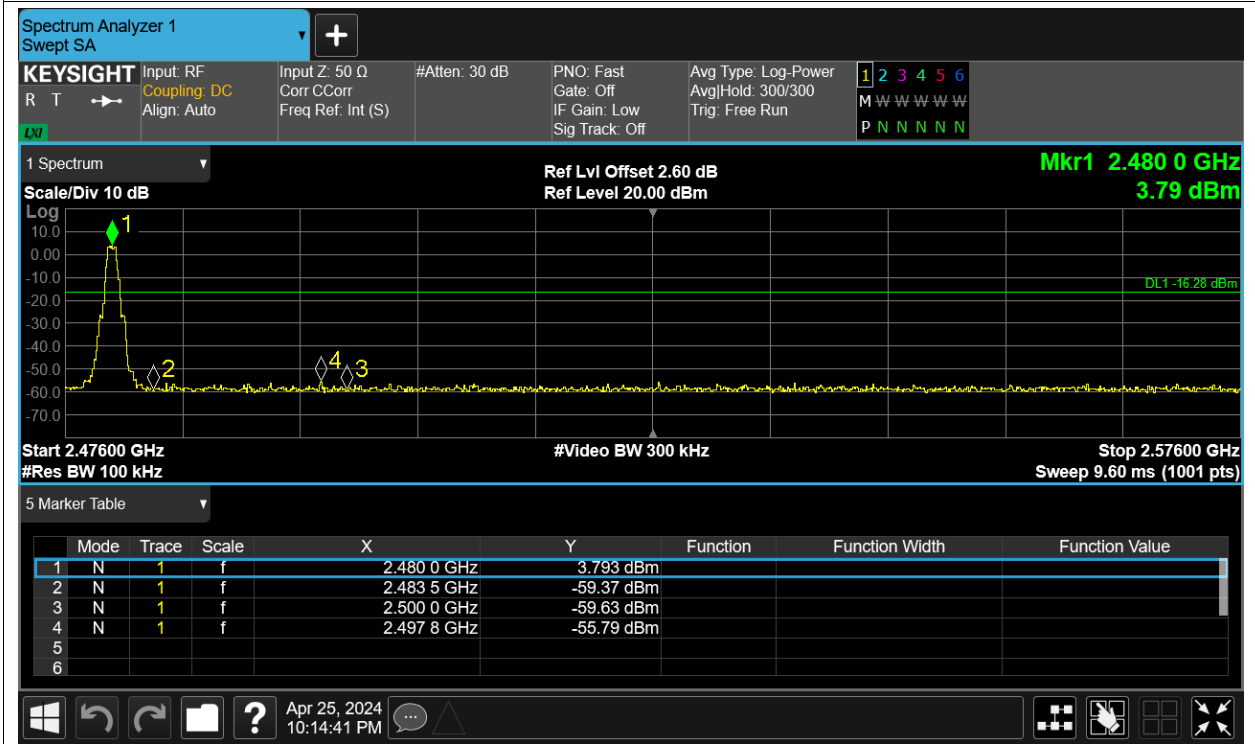 Spectrum Analyzer 1
Swept SA
+
KEYSIGHT
R T
LXI
Input: RF
Coupling: DC
Align: Auto
Input Z: 50 Ω
Corr CCorr
Freq Ref: Int (S)
#Atten: 30 dB
PNO: Fast
Gate: Off
IF Gain: Low
Sig Track: Off
Avg Type: Log-Power
Avg|Hold: 300/300
Trig: Free Run
1 2 3 4 5 6
M W W W W W
P N N N N N
1 Spectrum
Scale/Div 10 dB
Ref Lvl Offset 2.60 dB
Ref Level 20.00 dBm
Mkr1 2.480 0 GHz
3.79 dBm
Log
10.0
0.00
-10.0
-20.0
-30.0
-40.0
-50.0
-60.0
-70.0
1
2
4
3
DL1 -16.28 dBm
Start 2.47600 GHz
#Res BW 100 kHz
#Video BW 300 kHz
Stop 2.57600 GHz
Sweep 9.60 ms (1001 pts)
5 Marker Table
Mode Trace Scale X Y Function Function Width Function Value
1 N 1 f 2.480 0 GHz 3.793 dBm
2 N 1 f 2.483 5 GHz -59.37 dBm
3 N 1 f 2.500 0 GHz -59.63 dBm
4 N 1 f 2.497 8 GHz -55.79 dBm
5
6
?
Apr 25, 2024
10:14:41 PM